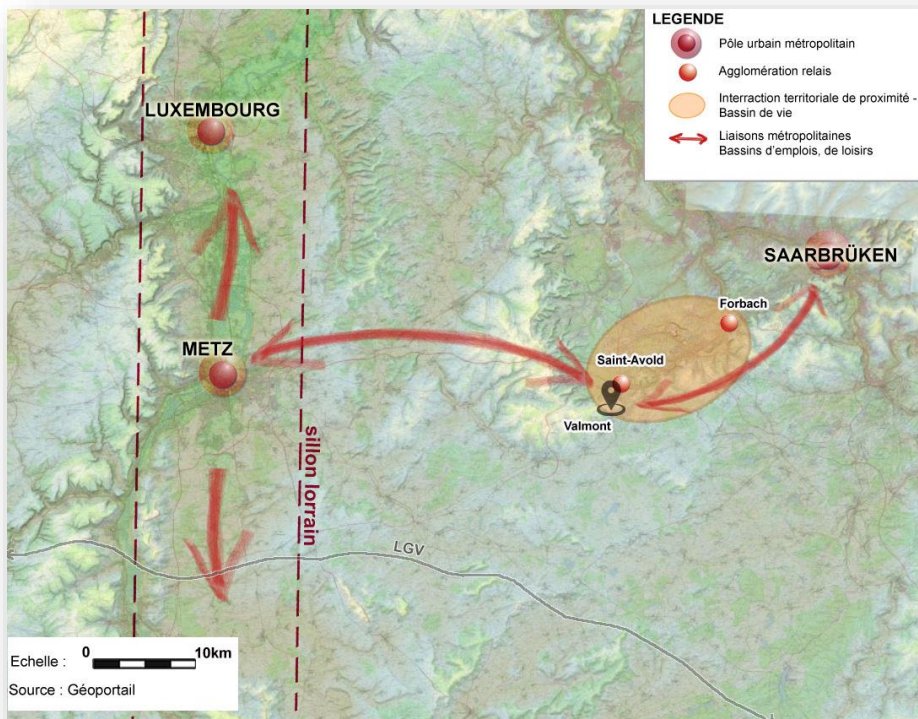 LEGENDE
Pôle urbain métropolitain
Agglomération relais
Interaction territoriale de proximité -
Bassin de vie
Liaisons métropolitaines
Bassins d'emplois, de loisirs
LUXEMBOURG
SAARBRÜKEN
Forbach
METZ
Saint-Avold
Valmont
sillon lorrain
LGV
Echelle : 0 10km
Source : Géoportail